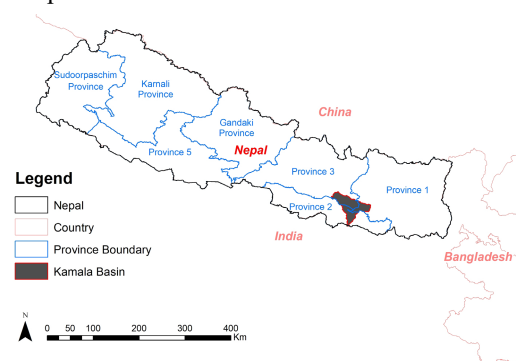 Sudoorpaschim
Province
Karnali
Province
Gandaki
Province
China
Nepal
Province 5
Province 3
Province 1
Province 2
India
Bangladesh
Legend
Nepal
Country
Province Boundary
Kamala Basin
N
0 50 100 200 300 400
Km